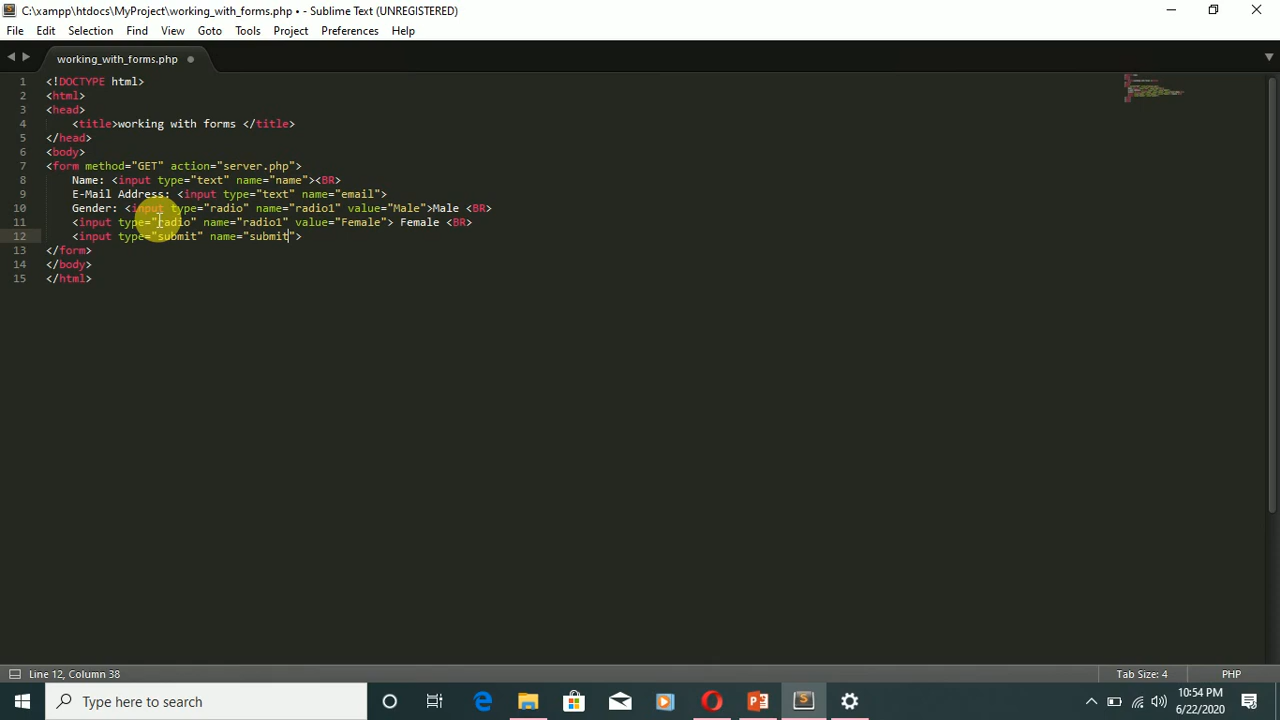 C:\xampp\htdocs\MyProject\working_with_forms.php • - Sublime Text (UNREGISTERED)
File Edit Selection Find View Goto Tools Project Preferences Help
working_with_forms.php
1 <!DOCTYPE html>
2 <html>
3 <head>
4 <title>working with forms </title>
5 </head>
6 <body>
7 <form method="GET" action="server.php">
8 Name: <input type="text" name="name"><BR>
9 E-Mail Address: <input type="text" name="email">
10 Gender: <input type="radio" name="radio1" value="Male">Male <BR>
11 <input type="radio" name="radio1" value="Female"> Female <BR>
12 <input type="submit" name="submit">
13 </form>
14 </body>
15 </html>
Line 12, Column 38
Tab Size: 4
PHP
Type here to search
10:54 PM
6/22/2020